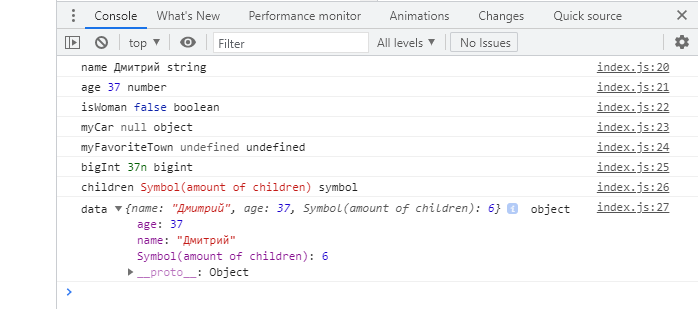 Console What's New Performance monitor Animations Changes Quick source
top Filter All levels No Issues
name Дмитрий string index.js:20
age 37 number index.js:21
isWoman false boolean index.js:22
myCar null object index.js:23
myFavoriteTown undefined undefined index.js:24
bigInt 37n bigint index.js:25
children Symbol(amount of children) symbol index.js:26
data {name: "Дмитрий", age: 37, Symbol(amount of children): 6} i object index.js:27
age: 37
name: "Дмитрий"
Symbol(amount of children): 6
__proto__: Object